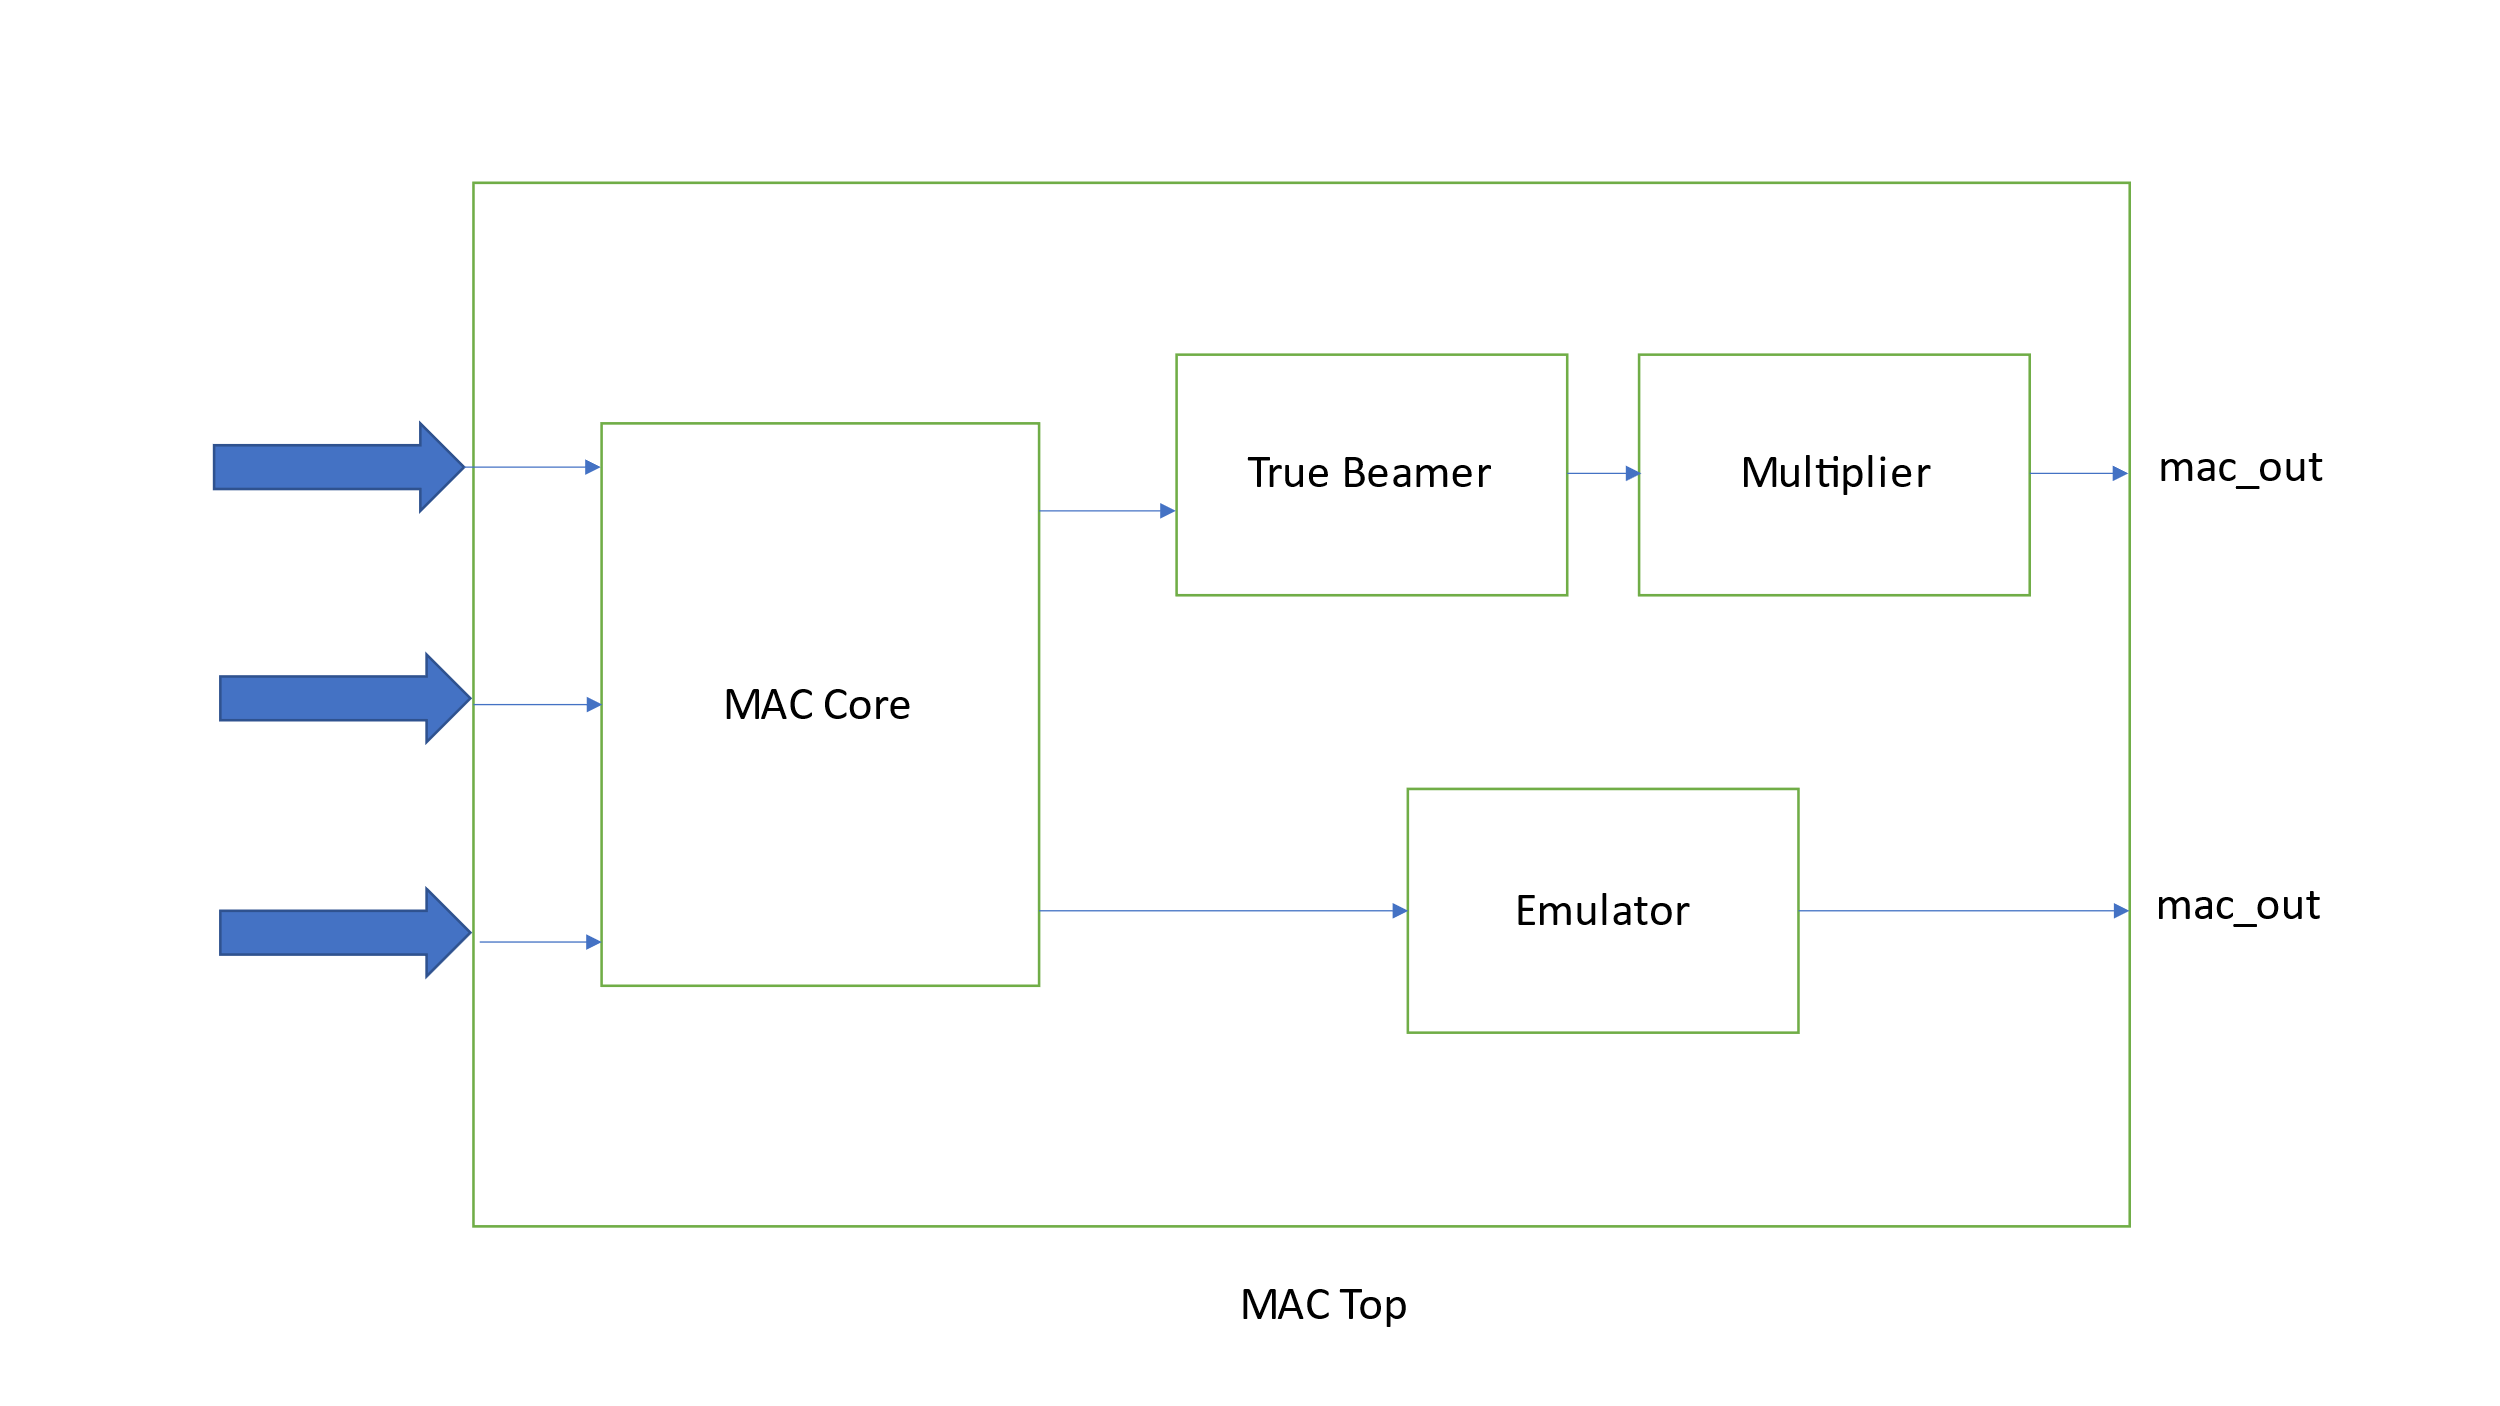 True Beamer
Multiplier
mac_out
MAC Core
Emulator
mac_out
MAC Top